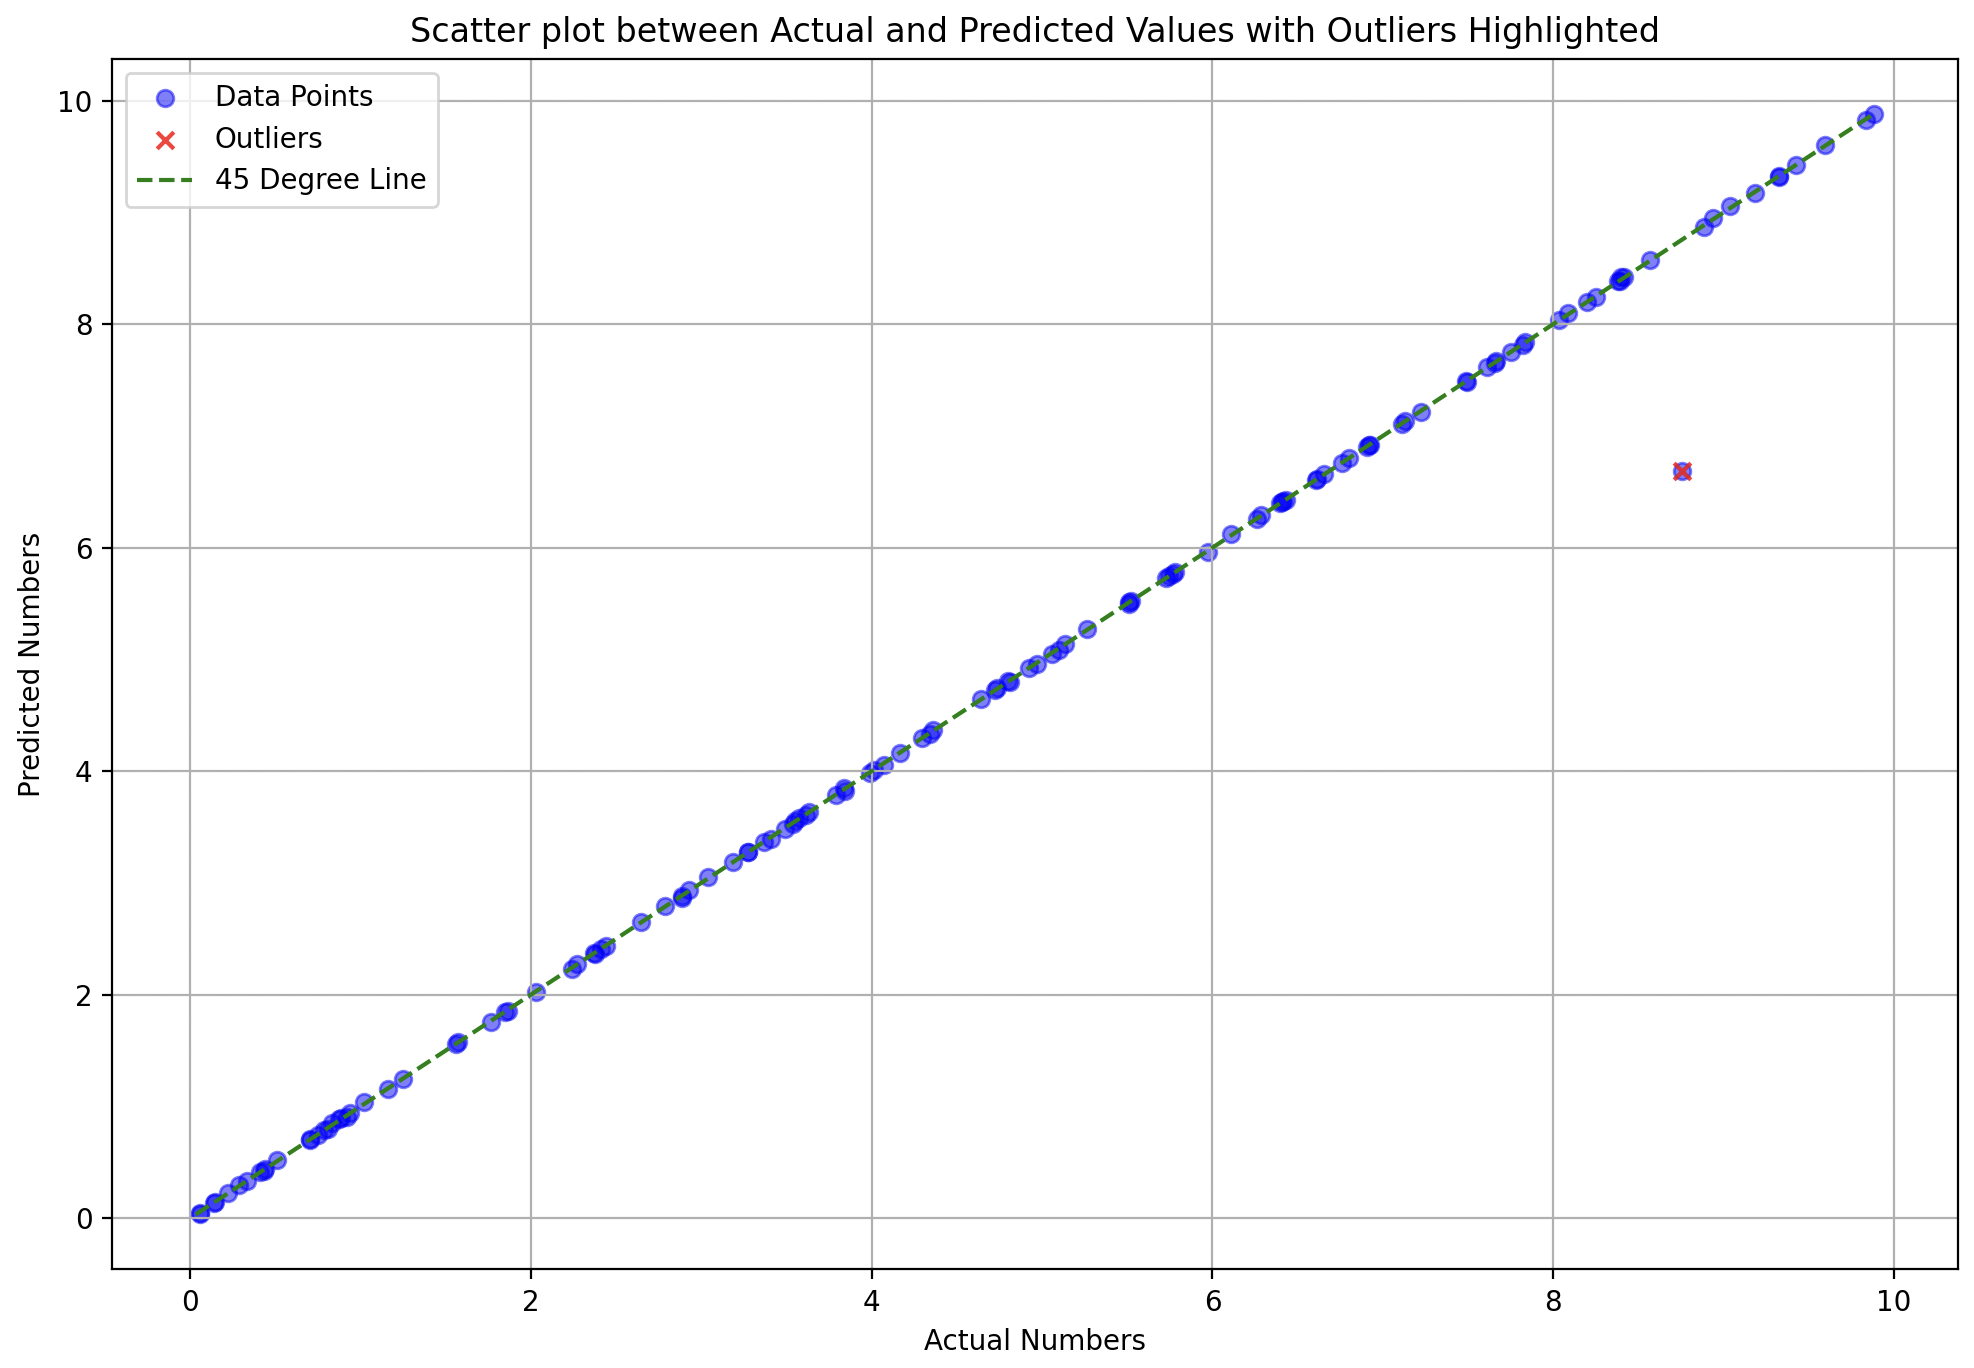 Scatter plot between Actual and Predicted Values with Outliers Highlighted
Data Points
Outliers
45 Degree Line
Predicted Numbers
10
8
6
4
2
0
0 2 4 6 8 10
Actual Numbers